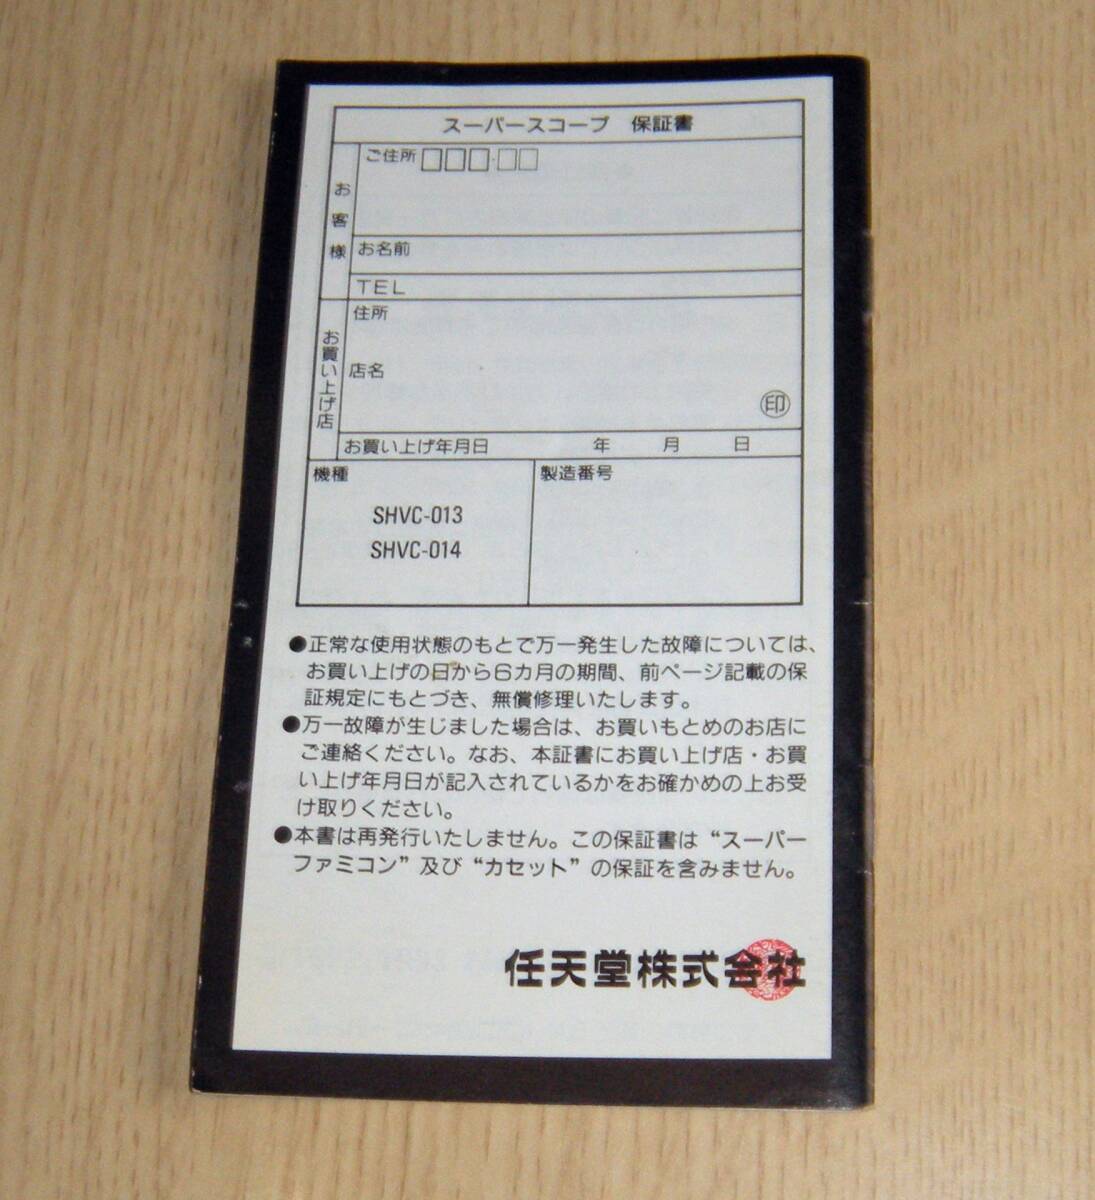 スーパースコープ 保証書
お客様
ご住所
お名前
TEL
お買い上げ店
住所
店名
印
お買い上げ年月日 年 月 日
機種
SHVC-013
SHVC-014
製造番号
●正常な使用状態のもとで万一発生した故障については、
お買い上げの日から6カ月の期間、前ページ記載の保
証規定にもとづき、無償修理いたします。
●万一故障が生じました場合は、お買いもとめのお店に
ご連絡ください。なお、本証書にお買い上げ店・お買
い上げ年月日が記入されているかをお確かめの上お受
け取りください。
●本書は再発行いたしません。この保証書は“スーパー
ファミコン”及び“カセット”の保証を含みません。
任天堂株式会社